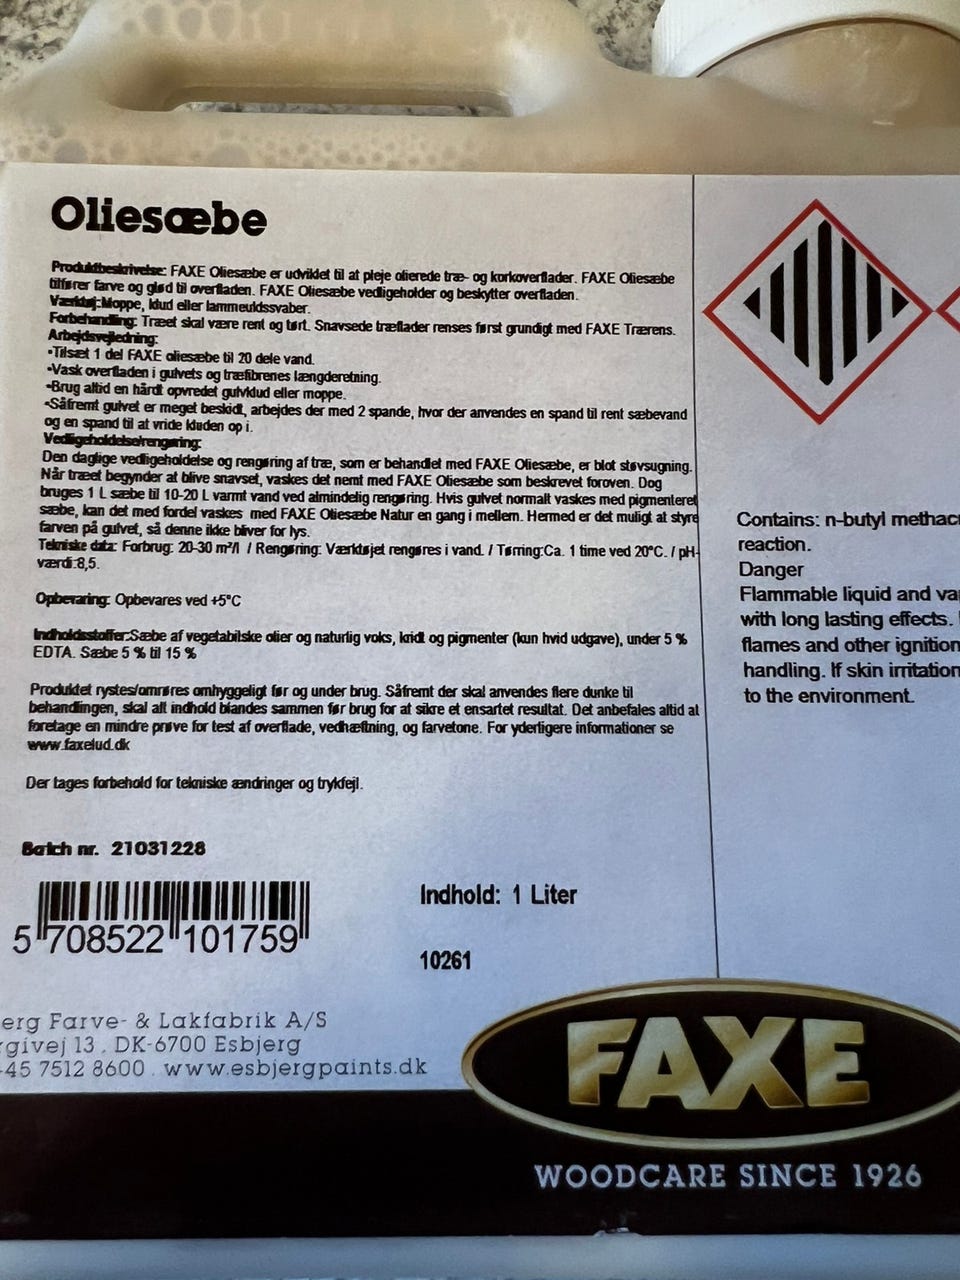 Oliesæbe
Produktbeskrivelse: FAXE Oliesæbe er udviklet til at pleje olierede træ- og korkoverflader. FAXE Oliesæbe
tilfører farve og glød til overfladen. FAXE Oliesæbe vedligeholder og beskytter overfladen.
Værktøj:Moppe, klud eller lammeuldssvaber.
Forbehandling: Træet skal være rent og tørt. Snavsede træflader renses først grundigt med FAXE Trærens.
Arbejdsvejledning:
•Tilsæt 1 del FAXE oliesæbe til 20 dele vand.
•Vask overfladen i gulvets og træfibrenes længderetning.
•Brug altid en hårdt opvredet gulvklud eller moppe.
•Såfremt gulvet er meget beskidt, arbejdes der med 2 spande, hvor der anvendes en spand til rent sæbevand
og en spand til at vride kluden op i.
Vedligeholdelse/rengøring:
Den daglige vedligeholdelse og rengøring af træ, som er behandlet med FAXE Oliesæbe, er blot støvsugning.
Når træet begynder at blive snavset, vaskes det nemt med FAXE Oliesæbe som beskrevet foroven. Dog
bruges 1 L sæbe til 10-20 L varmt vand ved almindelig rengøring. Hvis gulvet normalt vaskes med pigmenteret
sæbe, kan det med fordel vaskes med FAXE Oliesæbe Natur en gang i mellem. Hermed er det muligt at styre
farven på gulvet, så denne ikke bliver for lys.
Tekniske data: Forbrug: 20-30 m²/l / Rengøring: Værktøjet rengøres i vand. / Tørring:Ca. 1 time ved 20°C. / pH-
værdi:8,5.
Opbevaring: Opbevares ved +5°C
Indholdsstoffer:Sæbe af vegetabilske olier og naturlig voks, kridt og pigmenter (kun hvid udgave), under 5 %
EDTA. Sæbe 5 % til 15 %
Produktet rystes/omrøres omhyggeligt før og under brug. Såfremt der skal anvendes flere dunke til
behandlingen, skal alt indhold blandes sammen før brug for at sikre et ensartet resultat. Det anbefales altid at
foretage en mindre prøve for test af overflade, vedhæftning, og farvetone. For yderligere informationer se
www.faxelud.dk
Der tages forbehold for tekniske ændringer og trykfejl.
Batch nr. 21031228
5 708522 101759
Indhold: 1 Liter
10261
erg Farve- & Lakfabrik A/S
givej 13 . DK-6700 Esbjerg
45 7512 8600 . www.esbjergpaints.dk
Contains: n-butyl methac
reaction.
Danger
Flammable liquid and va
with long lasting effects.
flames and other ignition
handling. If skin irritation
to the environment.
FAXE
WOODCARE SINCE 1926